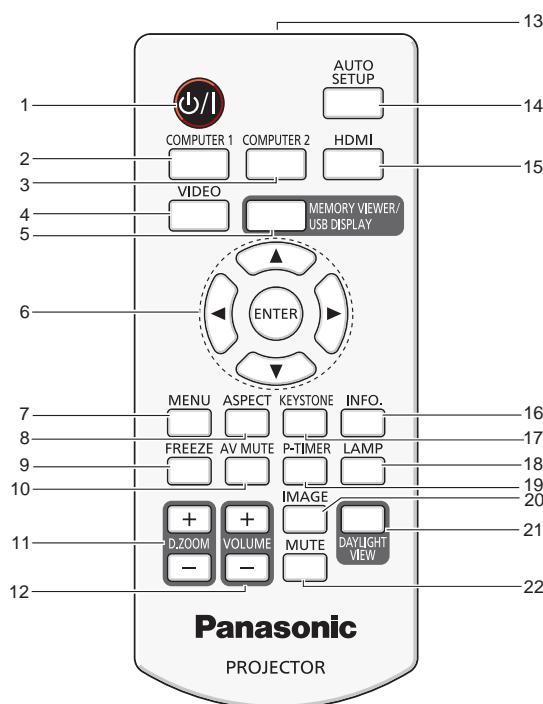 13
AUTO
SETUP
1
⏻/|
14
COMPUTER 1
COMPUTER 2
HDMI
2
3
15
VIDEO
4
MEMORY VIEWER/
USB DISPLAY
5
6
ENTER
MENU
ASPECT
KEYSTONE
INFO.
7
8
16
17
FREEZE
AV MUTE
P-TIMER
LAMP
9
10
18
19
IMAGE
20
+
+
11
D.ZOOM
VOLUME
21
DAYLIGHT
VIEW
MUTE
−
−
12
22
Panasonic
PROJECTOR